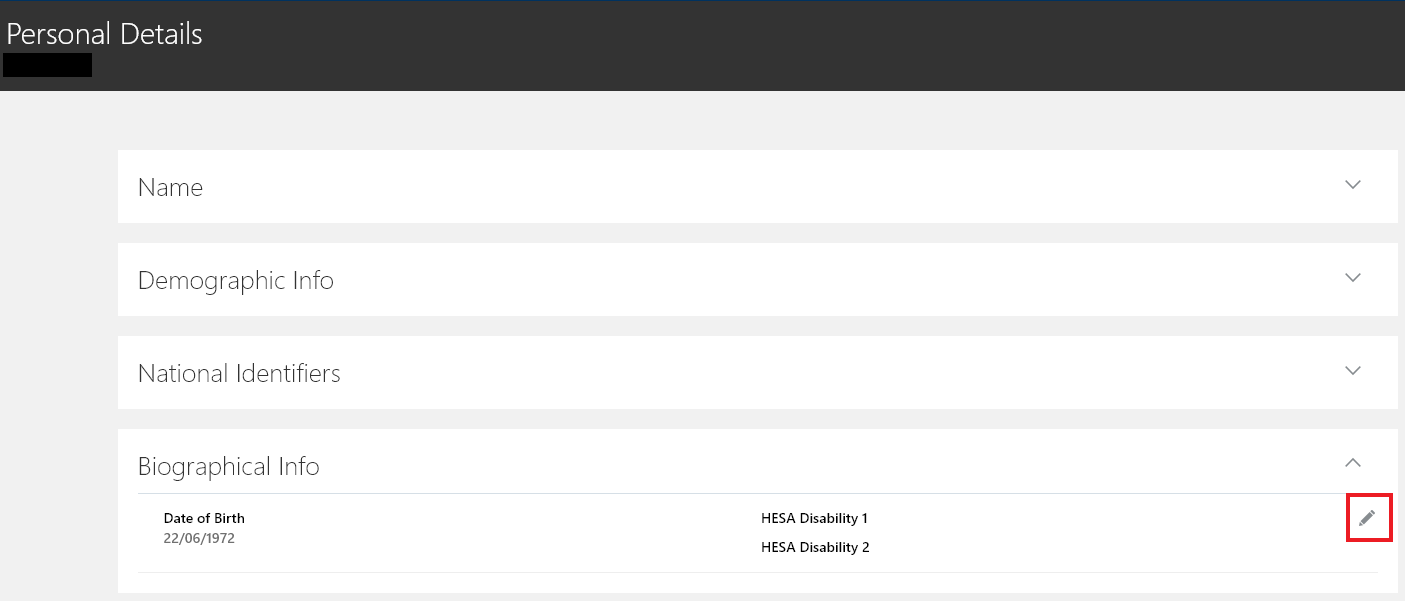 Personal Details
Name
Demographic Info
National Identifiers
Biographical Info
Date of Birth
22/06/1972
HESA Disability 1
HESA Disability 2